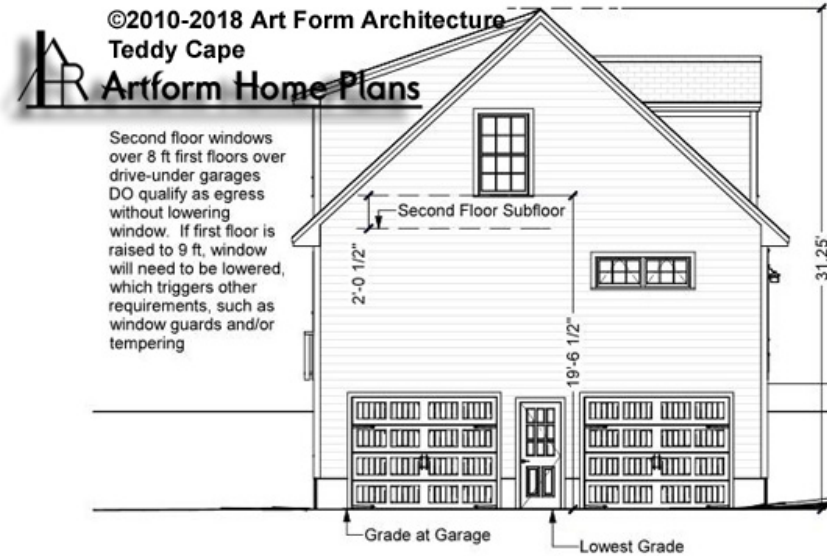 ©2010-2018 Art Form Architecture
Teddy Cape
AR
Artform Home Plans
Second floor windows
over 8 ft first floors over
drive-under garages
DO qualify as egress
without lowering
window. If first floor is
raised to 9 ft, window
will need to be lowered,
which triggers other
requirements, such as
window guards and/or
tempering
Second Floor Subfloor
2'-0 1/2"
19'-6 1/2"
31.25'
Grade at Garage
Lowest Grade